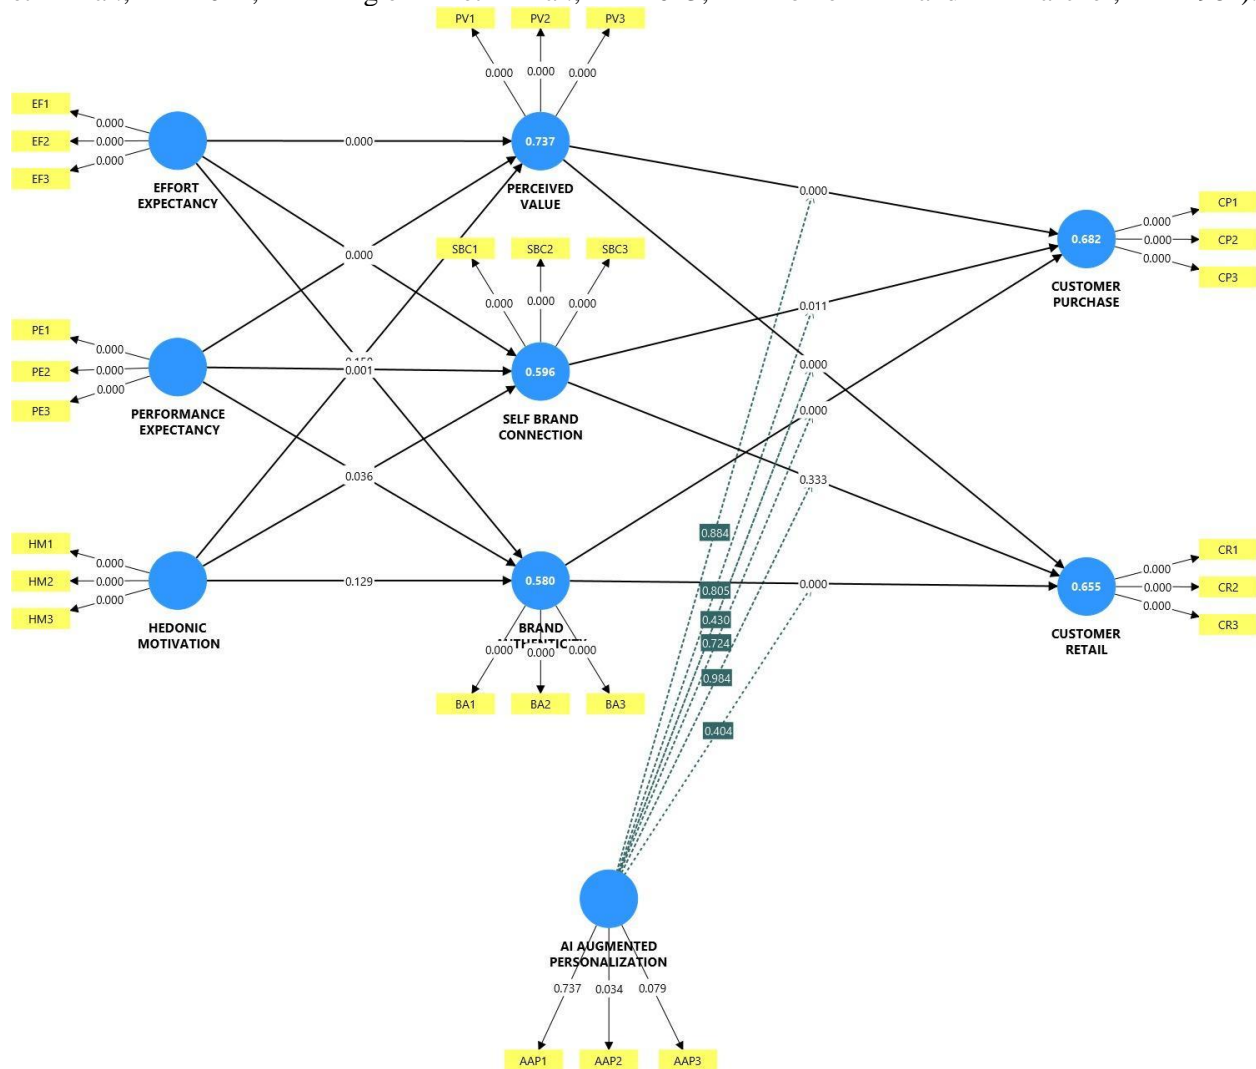 PV1
PV2
PV3
0.000
0.000
0.000
EF1
EF2
EF3
0.000
0.000
0.000
EFFORT
EXPECTANCY
0.000
0.737
PERCEIVED
VALUE
0.000
SBC1
SBC2
SBC3
0.000
0.000
0.000
0.000
CP1
CP2
CP3
0.000
0.000
0.000
0.682
CUSTOMER
PURCHASE
PE1
PE2
PE3
0.000
0.000
0.000
PERFORMANCE
EXPECTANCY
0.001
0.596
SELF BRAND
CONNECTION
0.011
0.000
0.000
0.333
0.036
HM1
HM2
HM3
0.000
0.000
0.000
HEDONIC
MOTIVATION
0.129
0.580
BRAND
0.000
0.000
0.000
BA1
BA2
BA3
0.884
0.805
0.430
0.724
0.984
0.404
0.000
CR1
CR2
CR3
0.000
0.000
0.000
0.655
CUSTOMER
RETAIL
AI AUGMENTED
PERSONALIZATION
0.737
0.034
0.079
AAP1
AAP2
AAP3